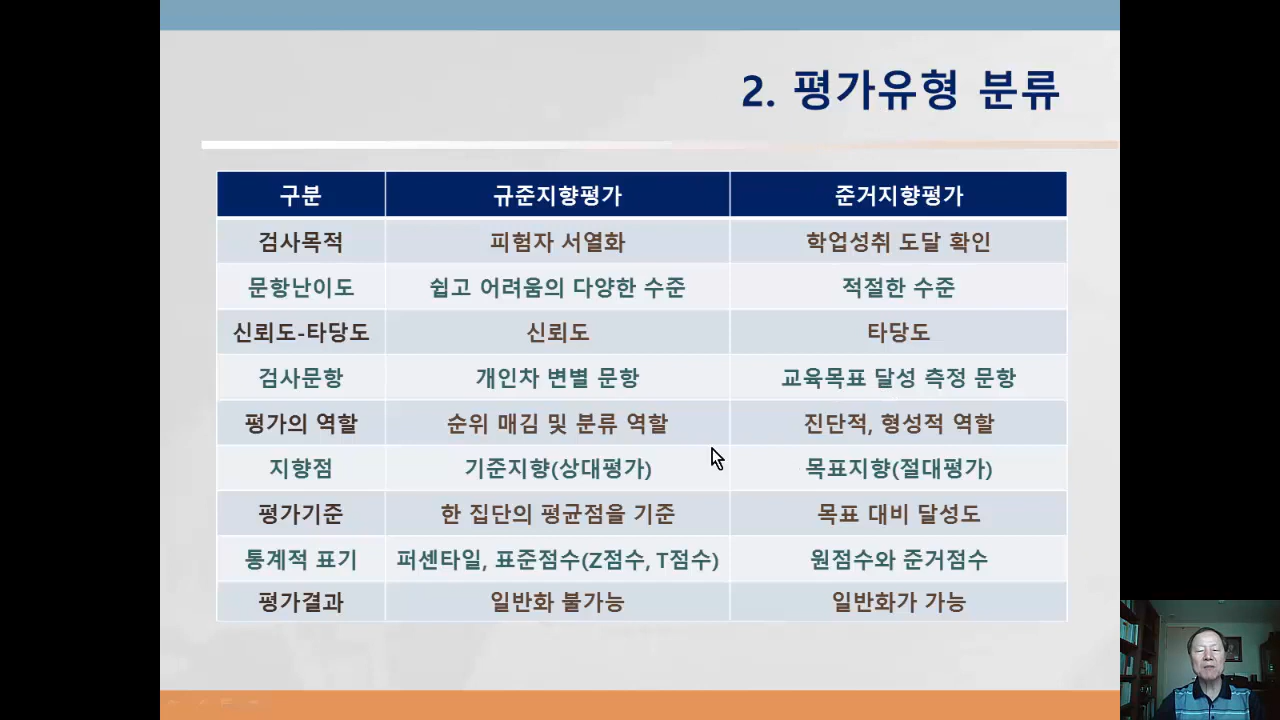 2. 평가유형 분류
구분 규준지향평가 준거지향평가
검사목적 피험자 서열화 학업성취 도달 확인
문항난이도 쉽고 어려움의 다양한 수준 적절한 수준
신뢰도-타당도 신뢰도 타당도
검사문항 개인차 변별 문항 교육목표 달성 측정 문항
평가의 역할 순위 매김 및 분류 역할 진단적, 형성적 역할
지향점 기준지향(상대평가) 목표지향(절대평가)
평가기준 한 집단의 평균점을 기준 목표 대비 달성도
통계적 표기 퍼센타일, 표준점수(Z점수, T점수) 원점수와 준거점수
평가결과 일반화 불가능 일반화가 가능